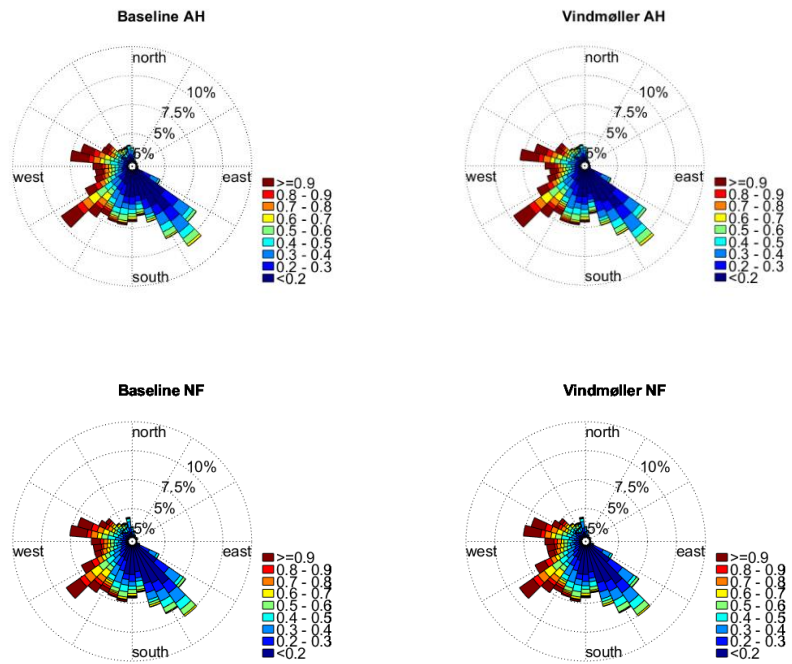 Baseline AH
north
10%
7.5%
5%
5%
west
east
south
>=0.9
0.8 - 0.9
0.7 - 0.8
0.6 - 0.7
0.5 - 0.6
0.4 - 0.5
0.3 - 0.4
0.2 - 0.3
<0.2
Vindmøller AH
north
10%
7.5%
5%
5%
west
east
south
>=0.9
0.8 - 0.9
0.7 - 0.8
0.6 - 0.7
0.5 - 0.6
0.4 - 0.5
0.3 - 0.4
0.2 - 0.3
<0.2
Baseline NF
north
10%
7.5%
5%
5%
west
east
south
>=0.9
0.8 - 0.9
0.7 - 0.8
0.6 - 0.7
0.5 - 0.6
0.4 - 0.5
0.3 - 0.4
0.2 - 0.3
<0.2
Vindmøller NF
north
10%
7.5%
5%
5%
west
east
south
>=0.9
0.8 - 0.9
0.7 - 0.8
0.6 - 0.7
0.5 - 0.6
0.4 - 0.5
0.3 - 0.4
0.2 - 0.3
<0.2